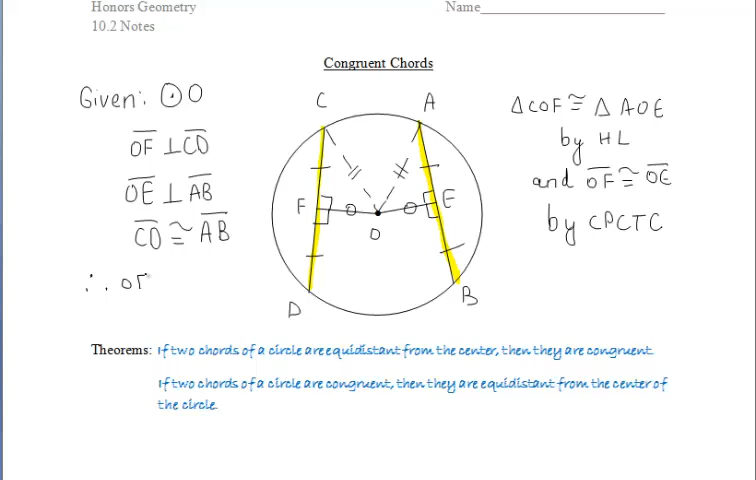 Honors Geometry Name
10.2 Notes
Congruent Chords
Given: ⊙O
OF ⊥ CD
OE ⊥ AB
CD ≅ AB
∴ OF
C
A
F
E
O
D
B
△COF ≅ △AOE
by HL
and OF ≅ OE
by CPCTC
Theorems: If two chords of a circle are equidistant from the center, then they are congruent.
If two chords of a circle are congruent, then they are equidistant from the center of
the circle.